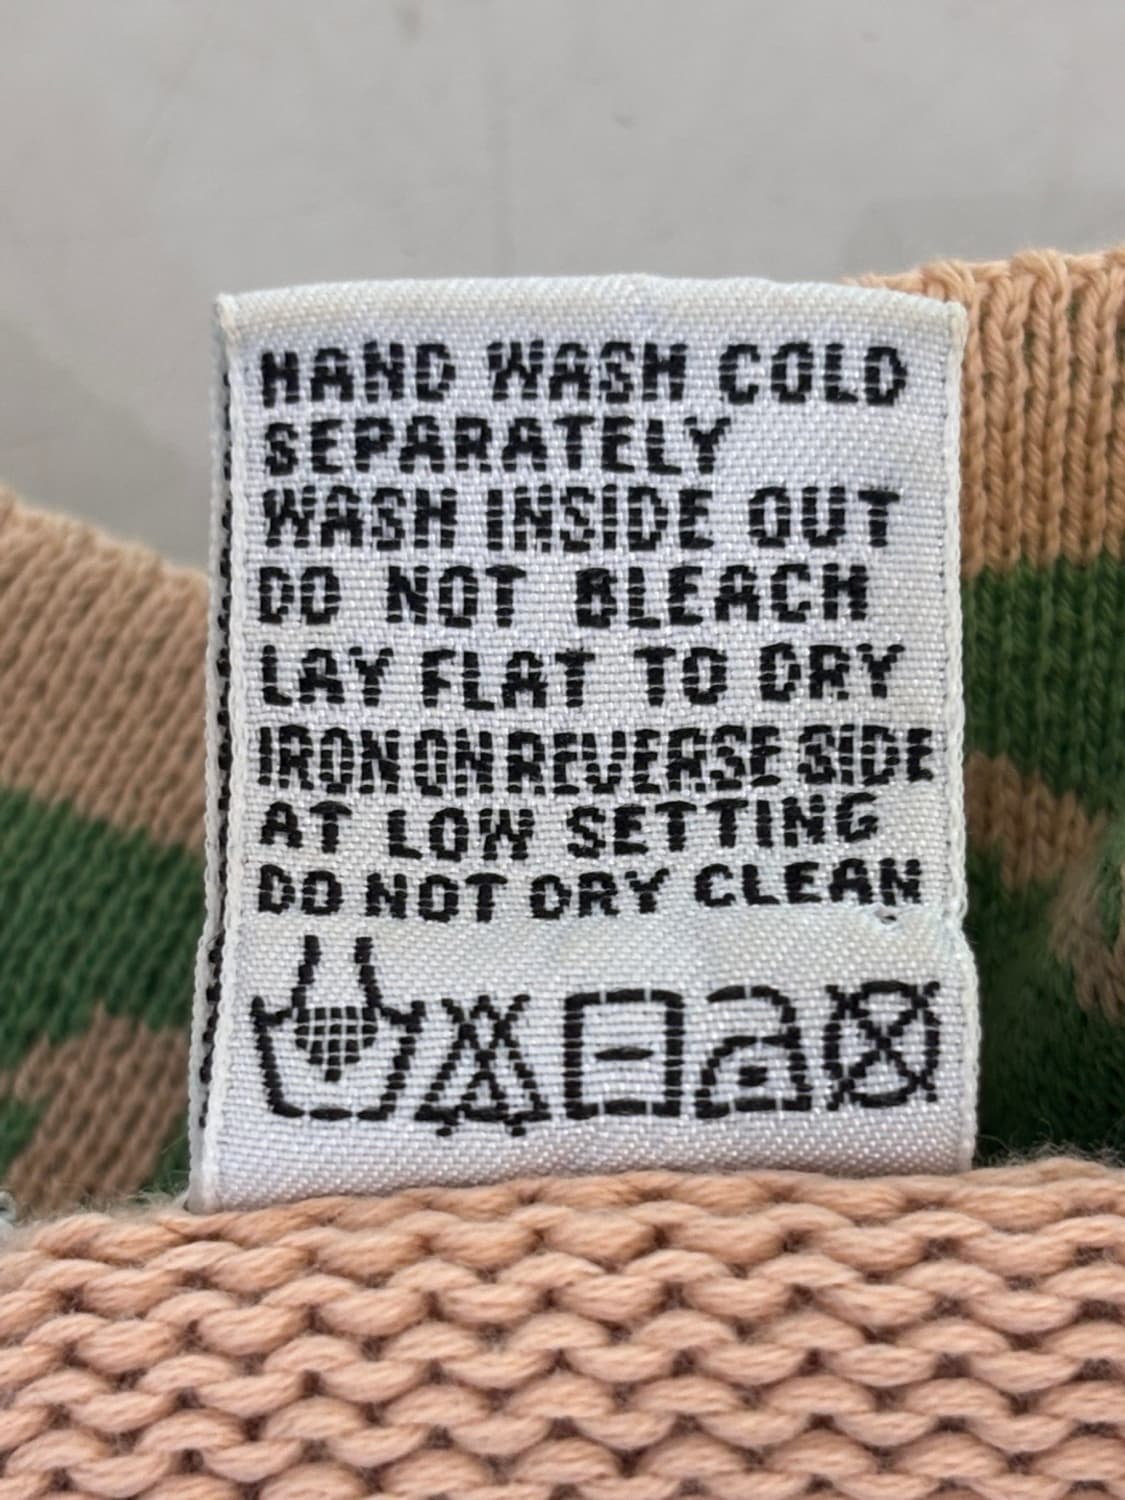 HAND WASH COLD
SEPARATELY
WASH INSIDE OUT
DO NOT BLEACH
LAY FLAT TO DRY
IRON ON REVERSE SIDE
AT LOW SETTING
DO NOT DRY CLEAN